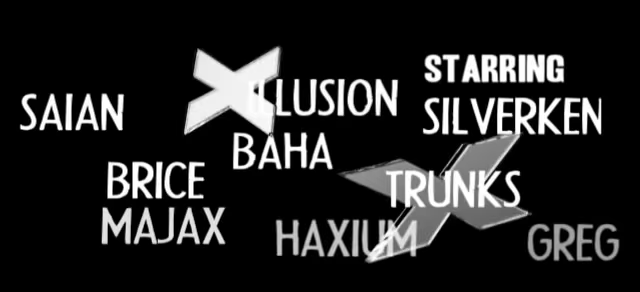 STARRING
SAIAN
ILLUSION
SILVERKEN
BAHA
BRICE
TRUNKS
MAJAX
HAXIUM
GREG